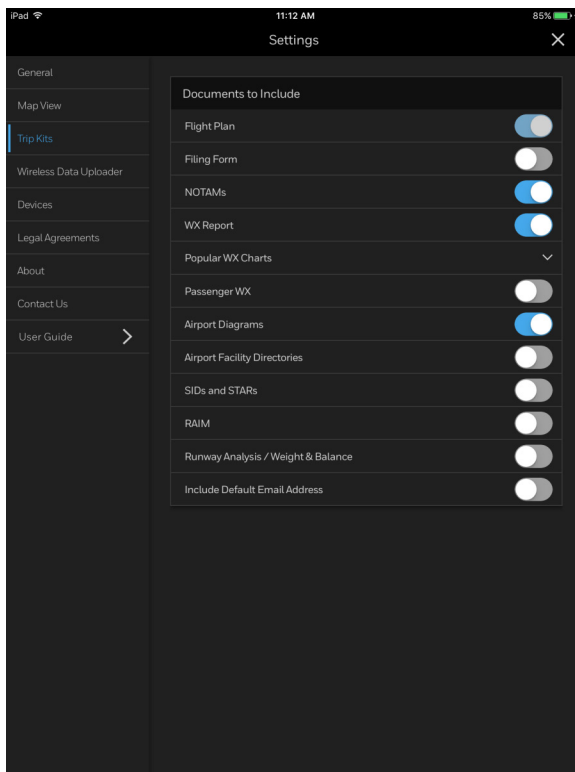 iPad 11:12 AM 85%
Settings
General
Map View
Trip Kits
Wireless Data Uploader
Devices
Legal Agreements
About
Contact Us
User Guide
Documents to Include
Flight Plan
Filing Form
NOTAMs
WX Report
Popular WX Charts
Passenger WX
Airport Diagrams
Airport Facility Directories
SIDs and STARs
RAIM
Runway Analysis / Weight & Balance
Include Default Email Address